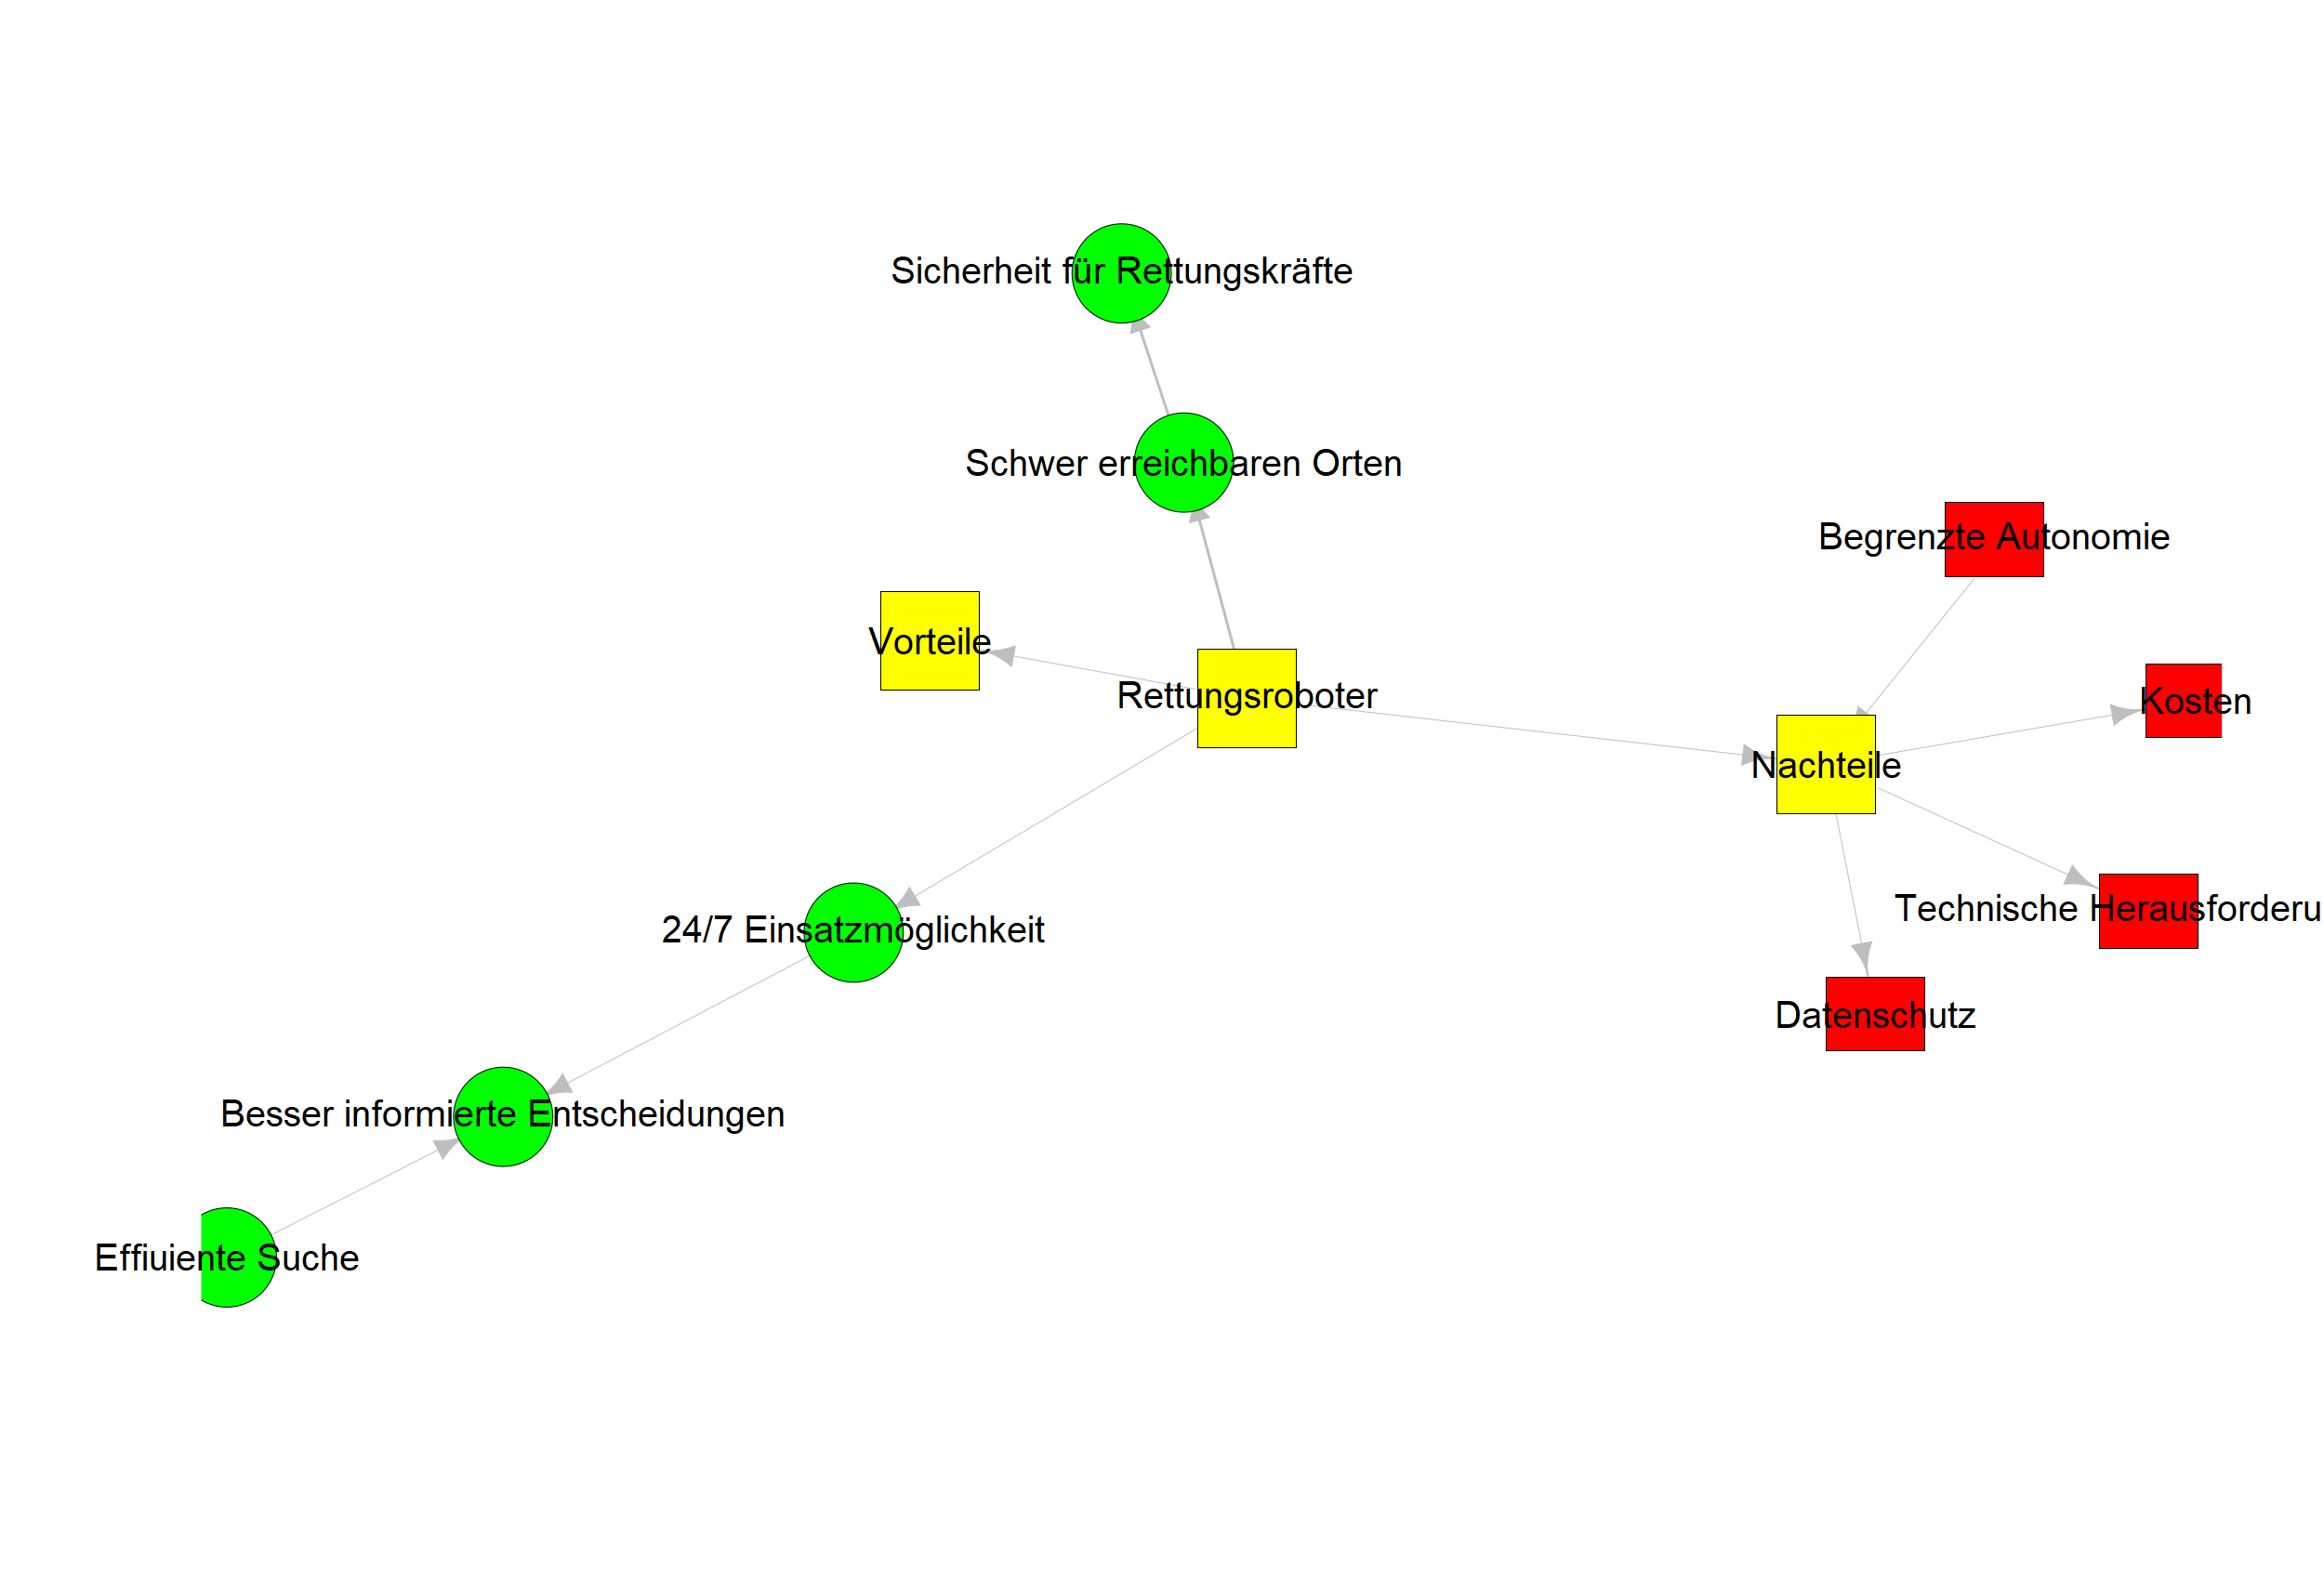 Sicherheit für Rettungskräfte
Schwer erreichbaren Orten
Begrenzte Autonomie
Vorteile
Rettungsroboter
Kosten
Nachteile
Technische Herausforderu
24/7 Einsatzmöglichkeit
Datenschutz
Besser informierte Entscheidungen
Effiuiente Suche